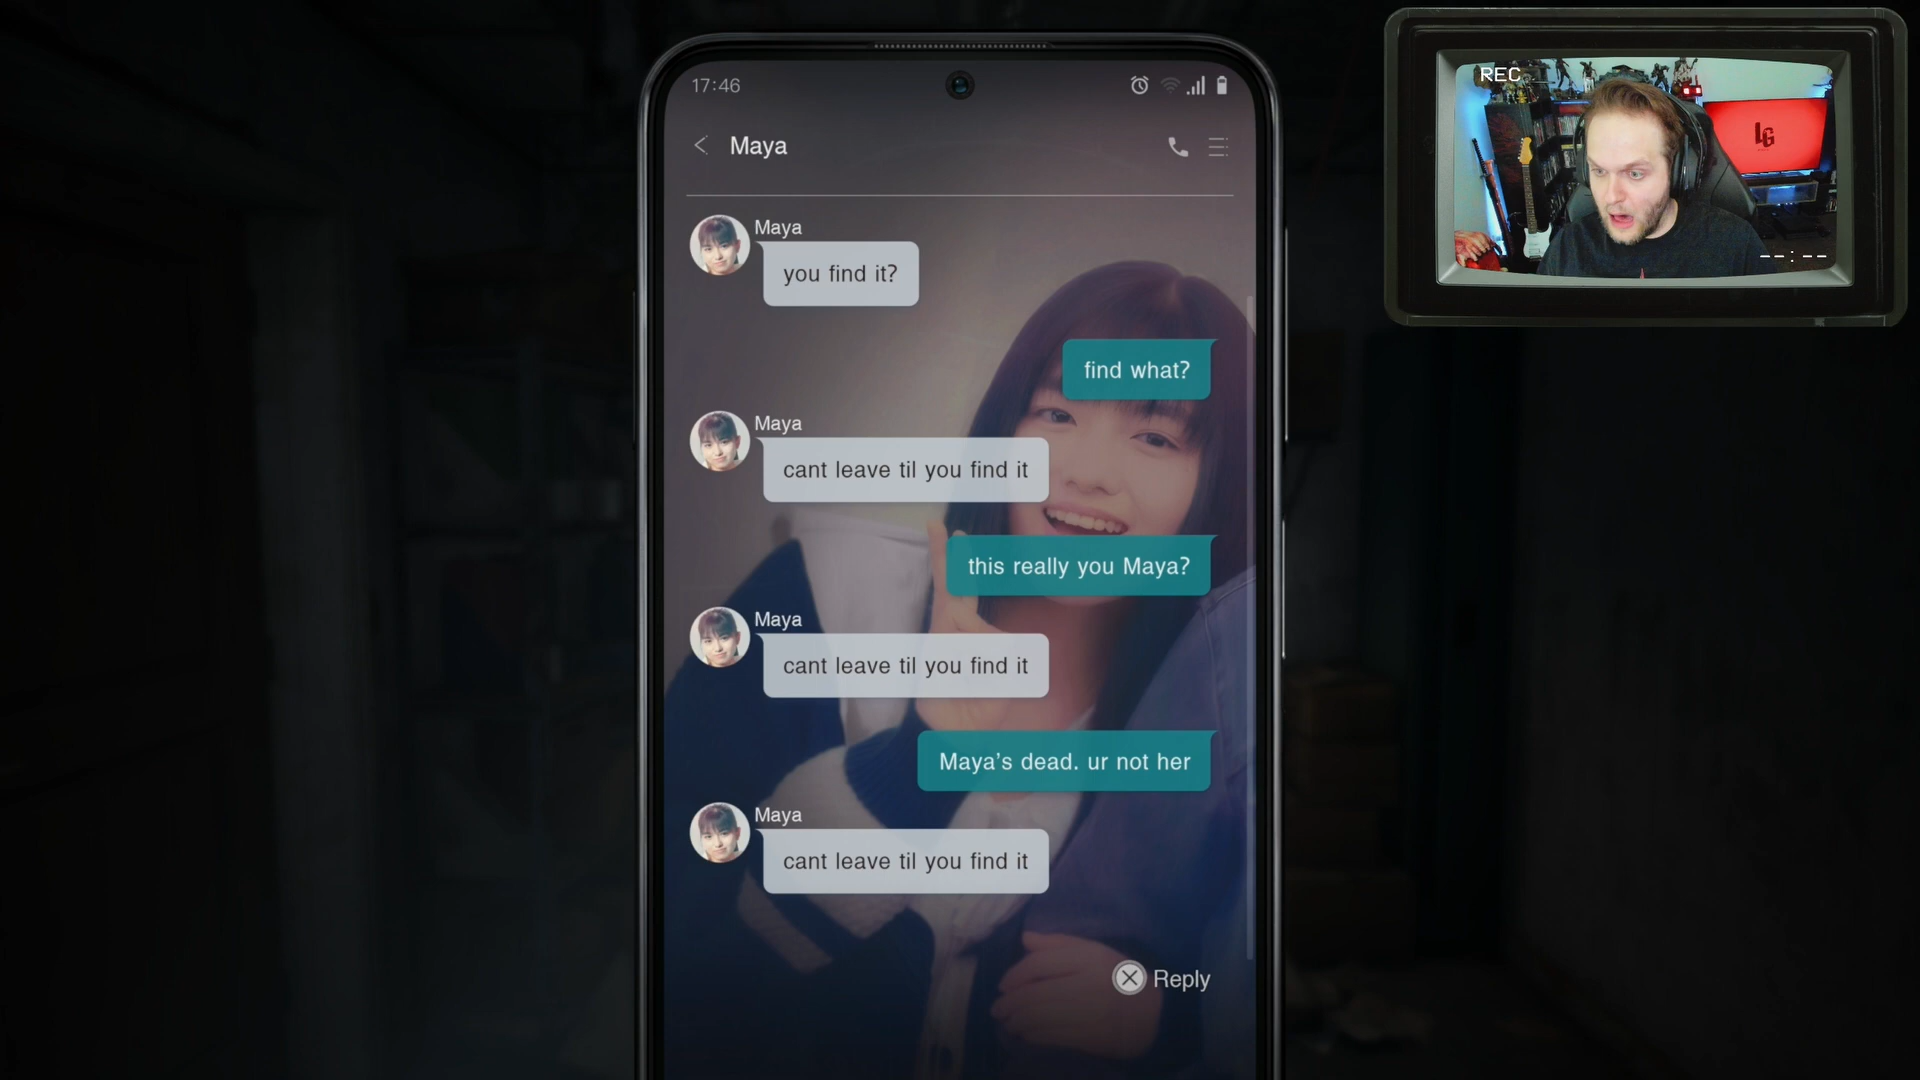 17:46
REC
LG
Maya
Maya
you find it?
find what?
Maya
cant leave til you find it
this really you Maya?
Maya
cant leave til you find it
Maya's dead. ur not her
Maya
cant leave til you find it
Reply
--:--